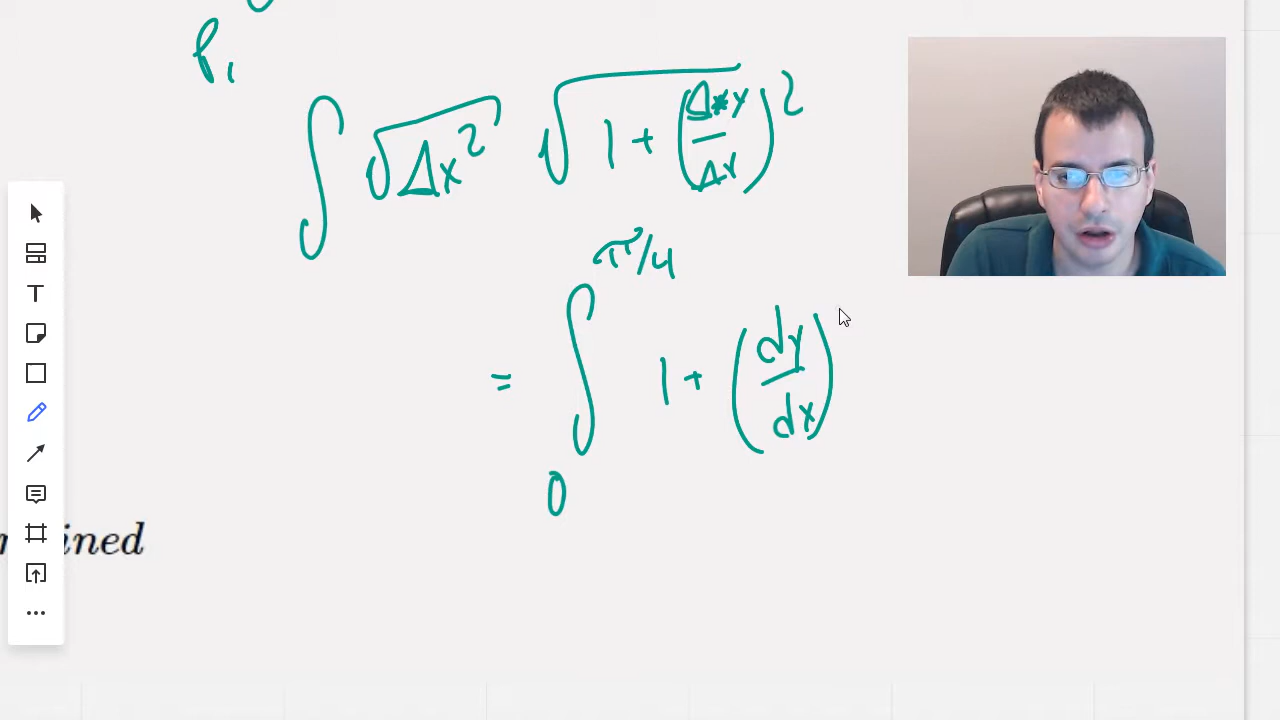 P₁
∫ √Δx² √1 + (Δy/Δx)²
π/4
= ∫ 1 + (dy/dx)
0
ined
T